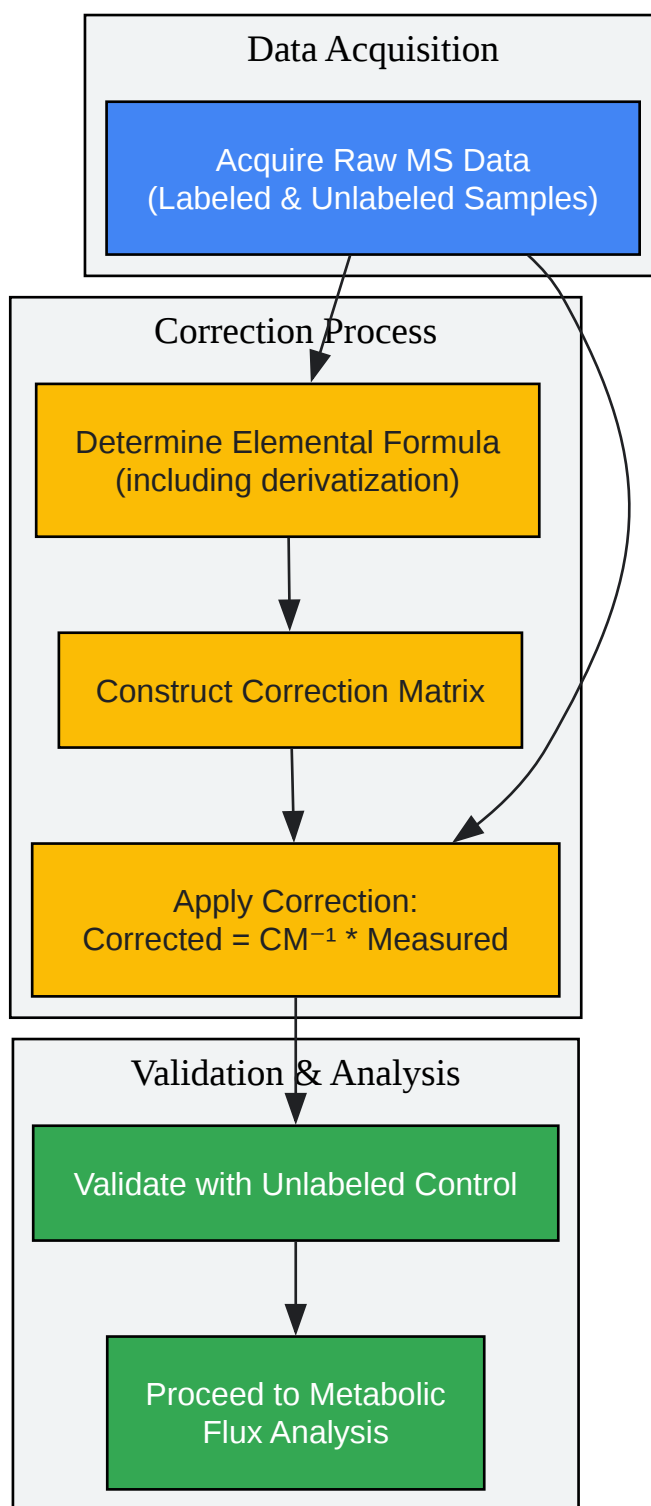 Data Acquisition
Acquire Raw MS Data
(Labeled & Unlabeled Samples)
Correction Process
Determine Elemental Formula
(including derivatization)
Construct Correction Matrix
Apply Correction:
Corrected = CM⁻¹ * Measured
Validation & Analysis
Validate with Unlabeled Control
Proceed to Metabolic
Flux Analysis